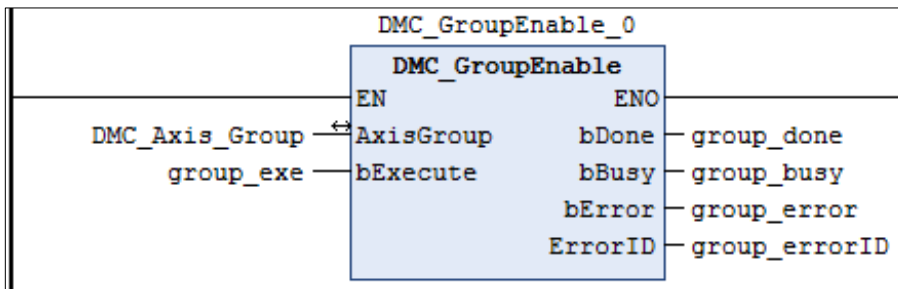 DMC_GroupEnable_0
DMC_GroupEnable
EN ENO
DMC_Axis_Group AxisGroup bDone group_done
group_exe bExecute bBusy group_busy
bError group_error
ErrorID group_errorID